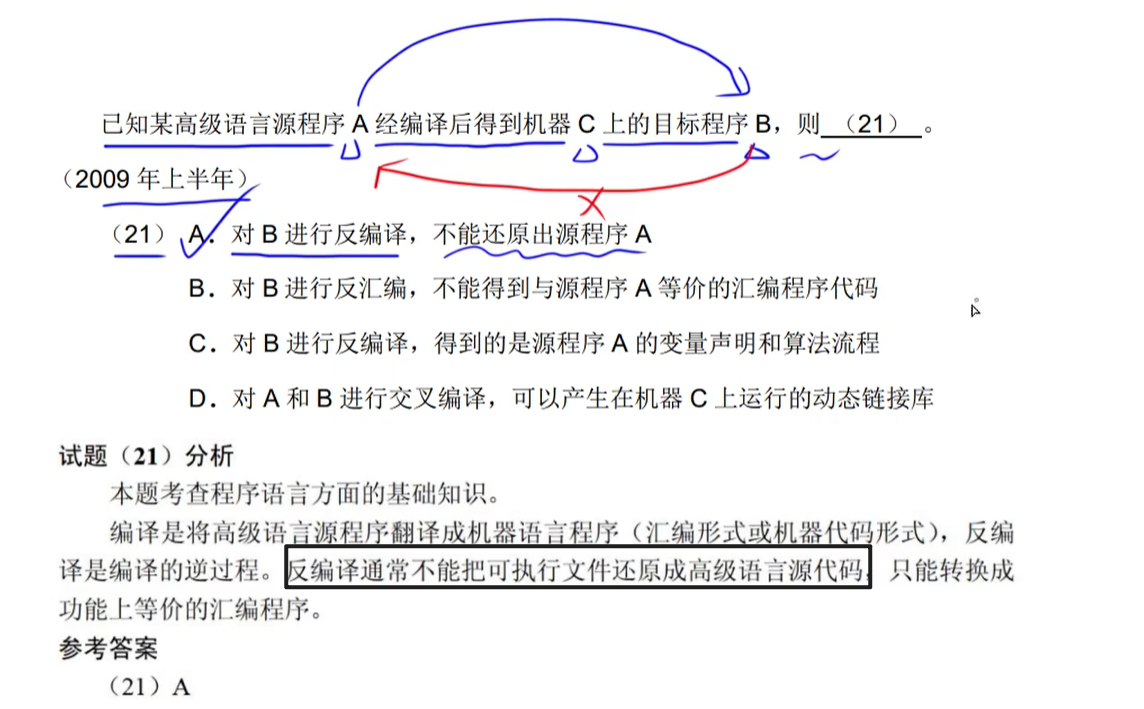 已知某高级语言源程序 A 经编译后得到机器 C 上的目标程序 B，则 （21） 。
（2009 年上半年）
（21） A．对 B 进行反编译，不能还原出源程序 A
B．对 B 进行反汇编，不能得到与源程序 A 等价的汇编程序代码
C．对 B 进行反编译，得到的是源程序 A 的变量声明和算法流程
D．对 A 和 B 进行交叉编译，可以产生在机器 C 上运行的动态链接库
试题（21）分析
本题考查程序语言方面的基础知识。
编译是将高级语言源程序翻译成机器语言程序（汇编形式或机器代码形式），反编
译是编译的逆过程。反编译通常不能把可执行文件还原成高级语言源代码，只能转换成
功能上等价的汇编程序。
参考答案
（21）A